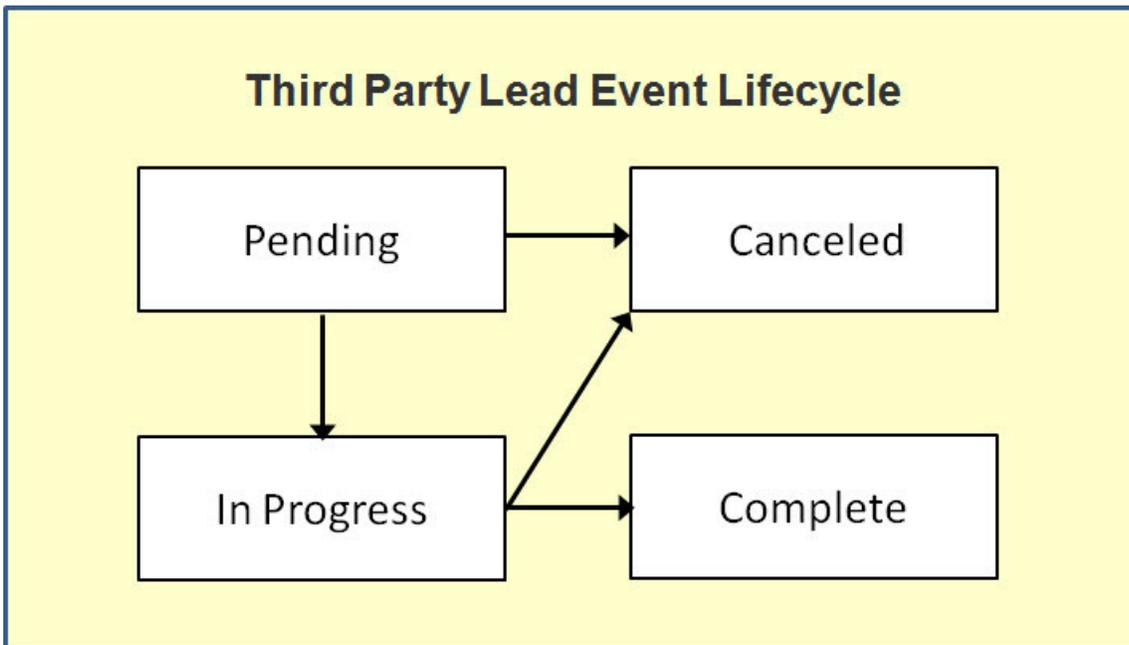 Third Party Lead Event Lifecycle
Pending
Canceled
In Progress
Complete